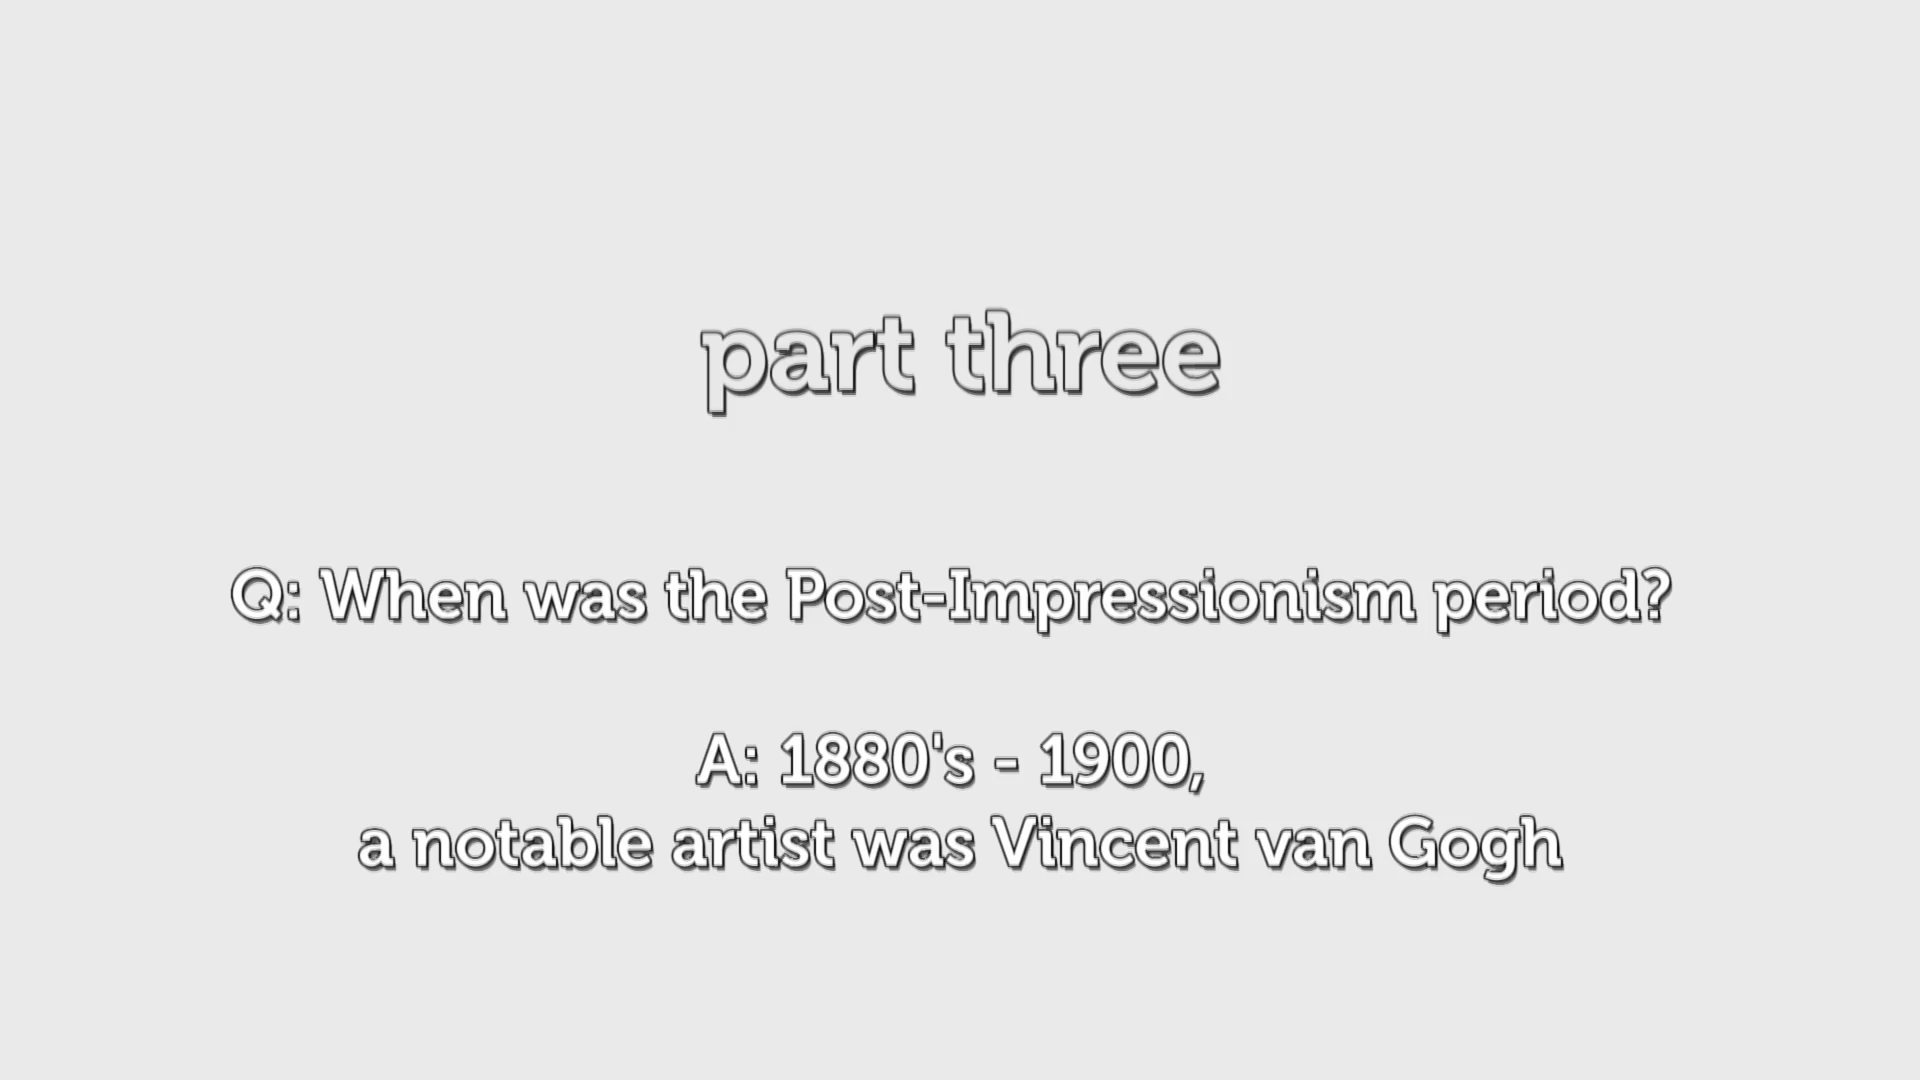 part three
Q: When was the Post-Impressionism period?
A: 1880's - 1900,
a notable artist was Vincent van Gogh